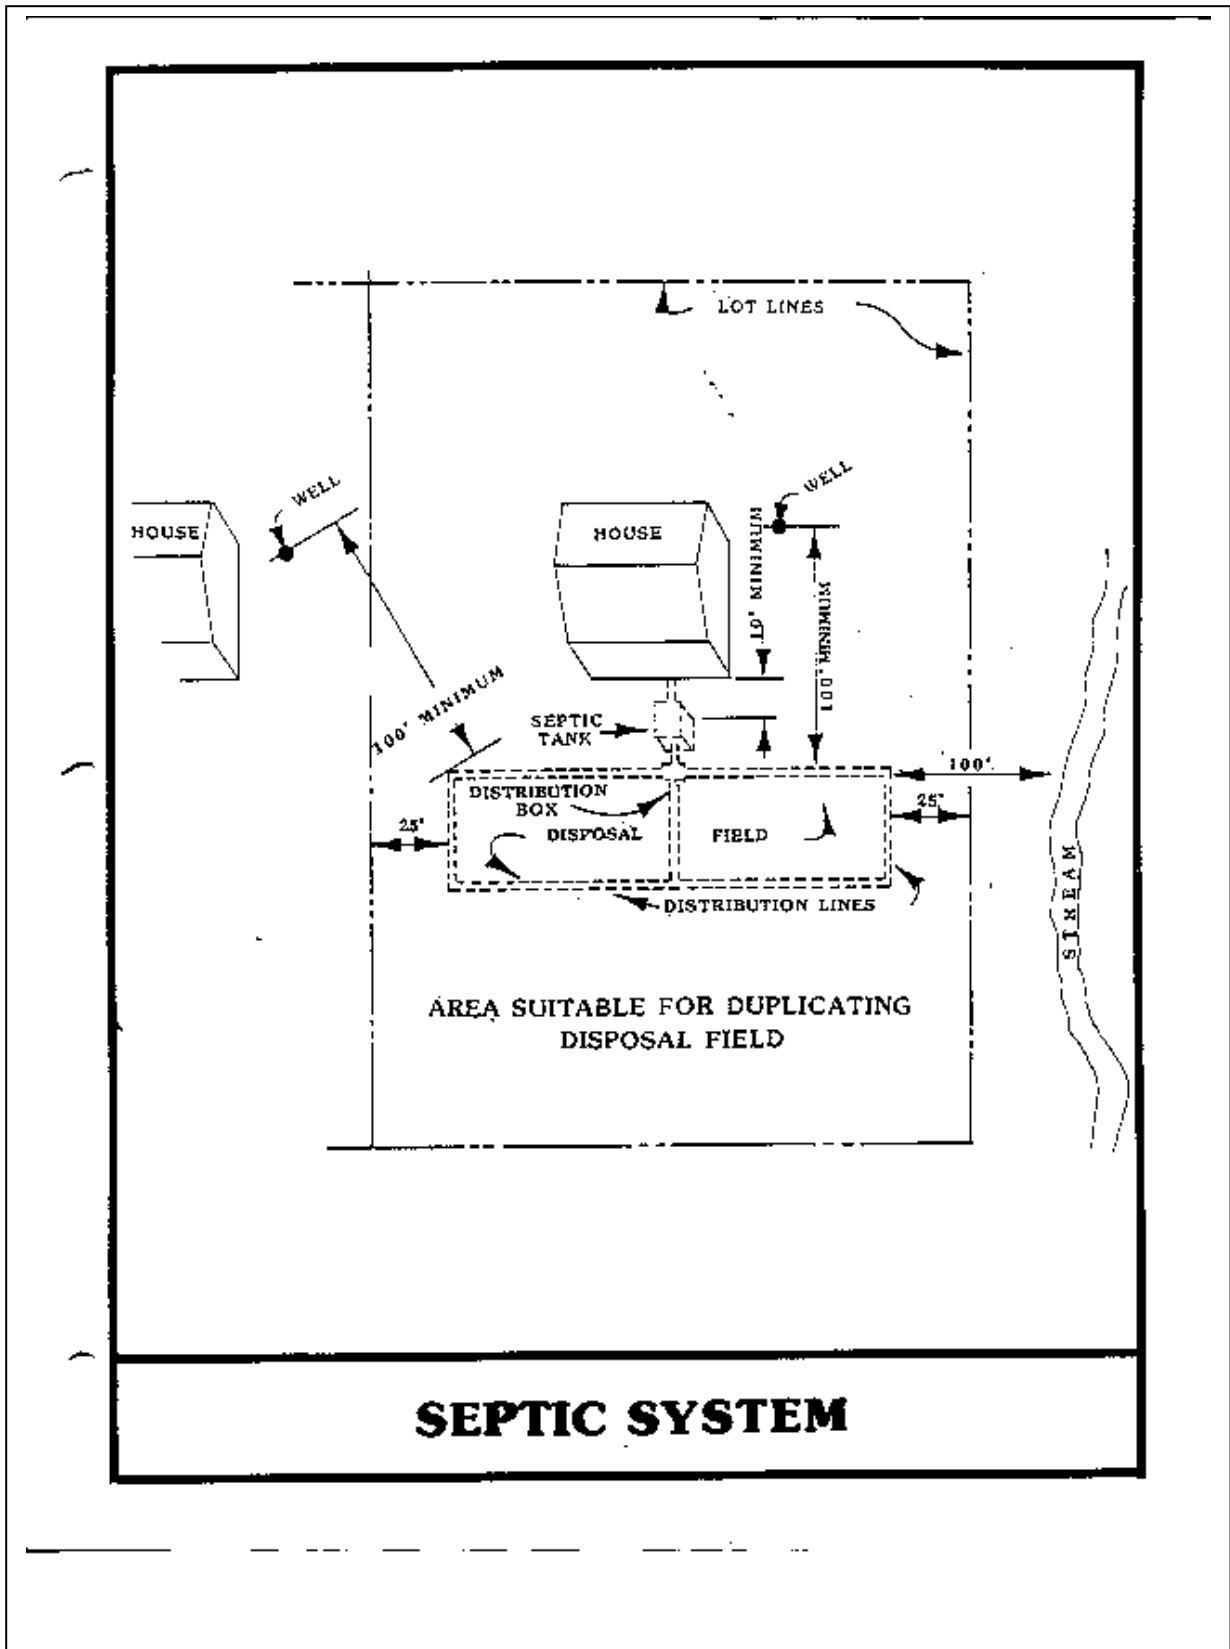 LOT LINES
WELL
WELL
HOUSE
HOUSE
10' MINIMUM
100' MINIMUM
100' MINIMUM
SEPTIC
TANK
100'
DISTRIBUTION
BOX
25'
25'
DISPOSAL FIELD
DISTRIBUTION LINES
STREAM
AREA SUITABLE FOR DUPLICATING
DISPOSAL FIELD
SEPTIC SYSTEM